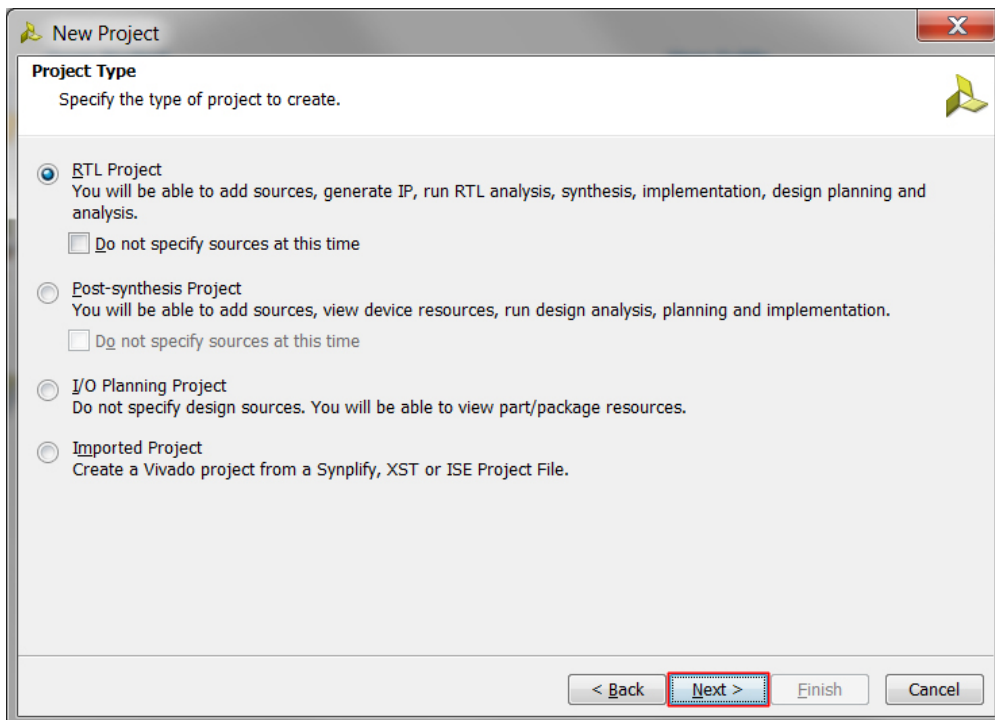 New Project
Project Type
Specify the type of project to create.
RTL Project
You will be able to add sources, generate IP, run RTL analysis, synthesis, implementation, design planning and
analysis.
Do not specify sources at this time
Post-synthesis Project
You will be able to add sources, view device resources, run design analysis, planning and implementation.
Do not specify sources at this time
I/O Planning Project
Do not specify design sources. You will be able to view part/package resources.
Imported Project
Create a Vivado project from a Synplify, XST or ISE Project File.
< Back Next > Finish Cancel